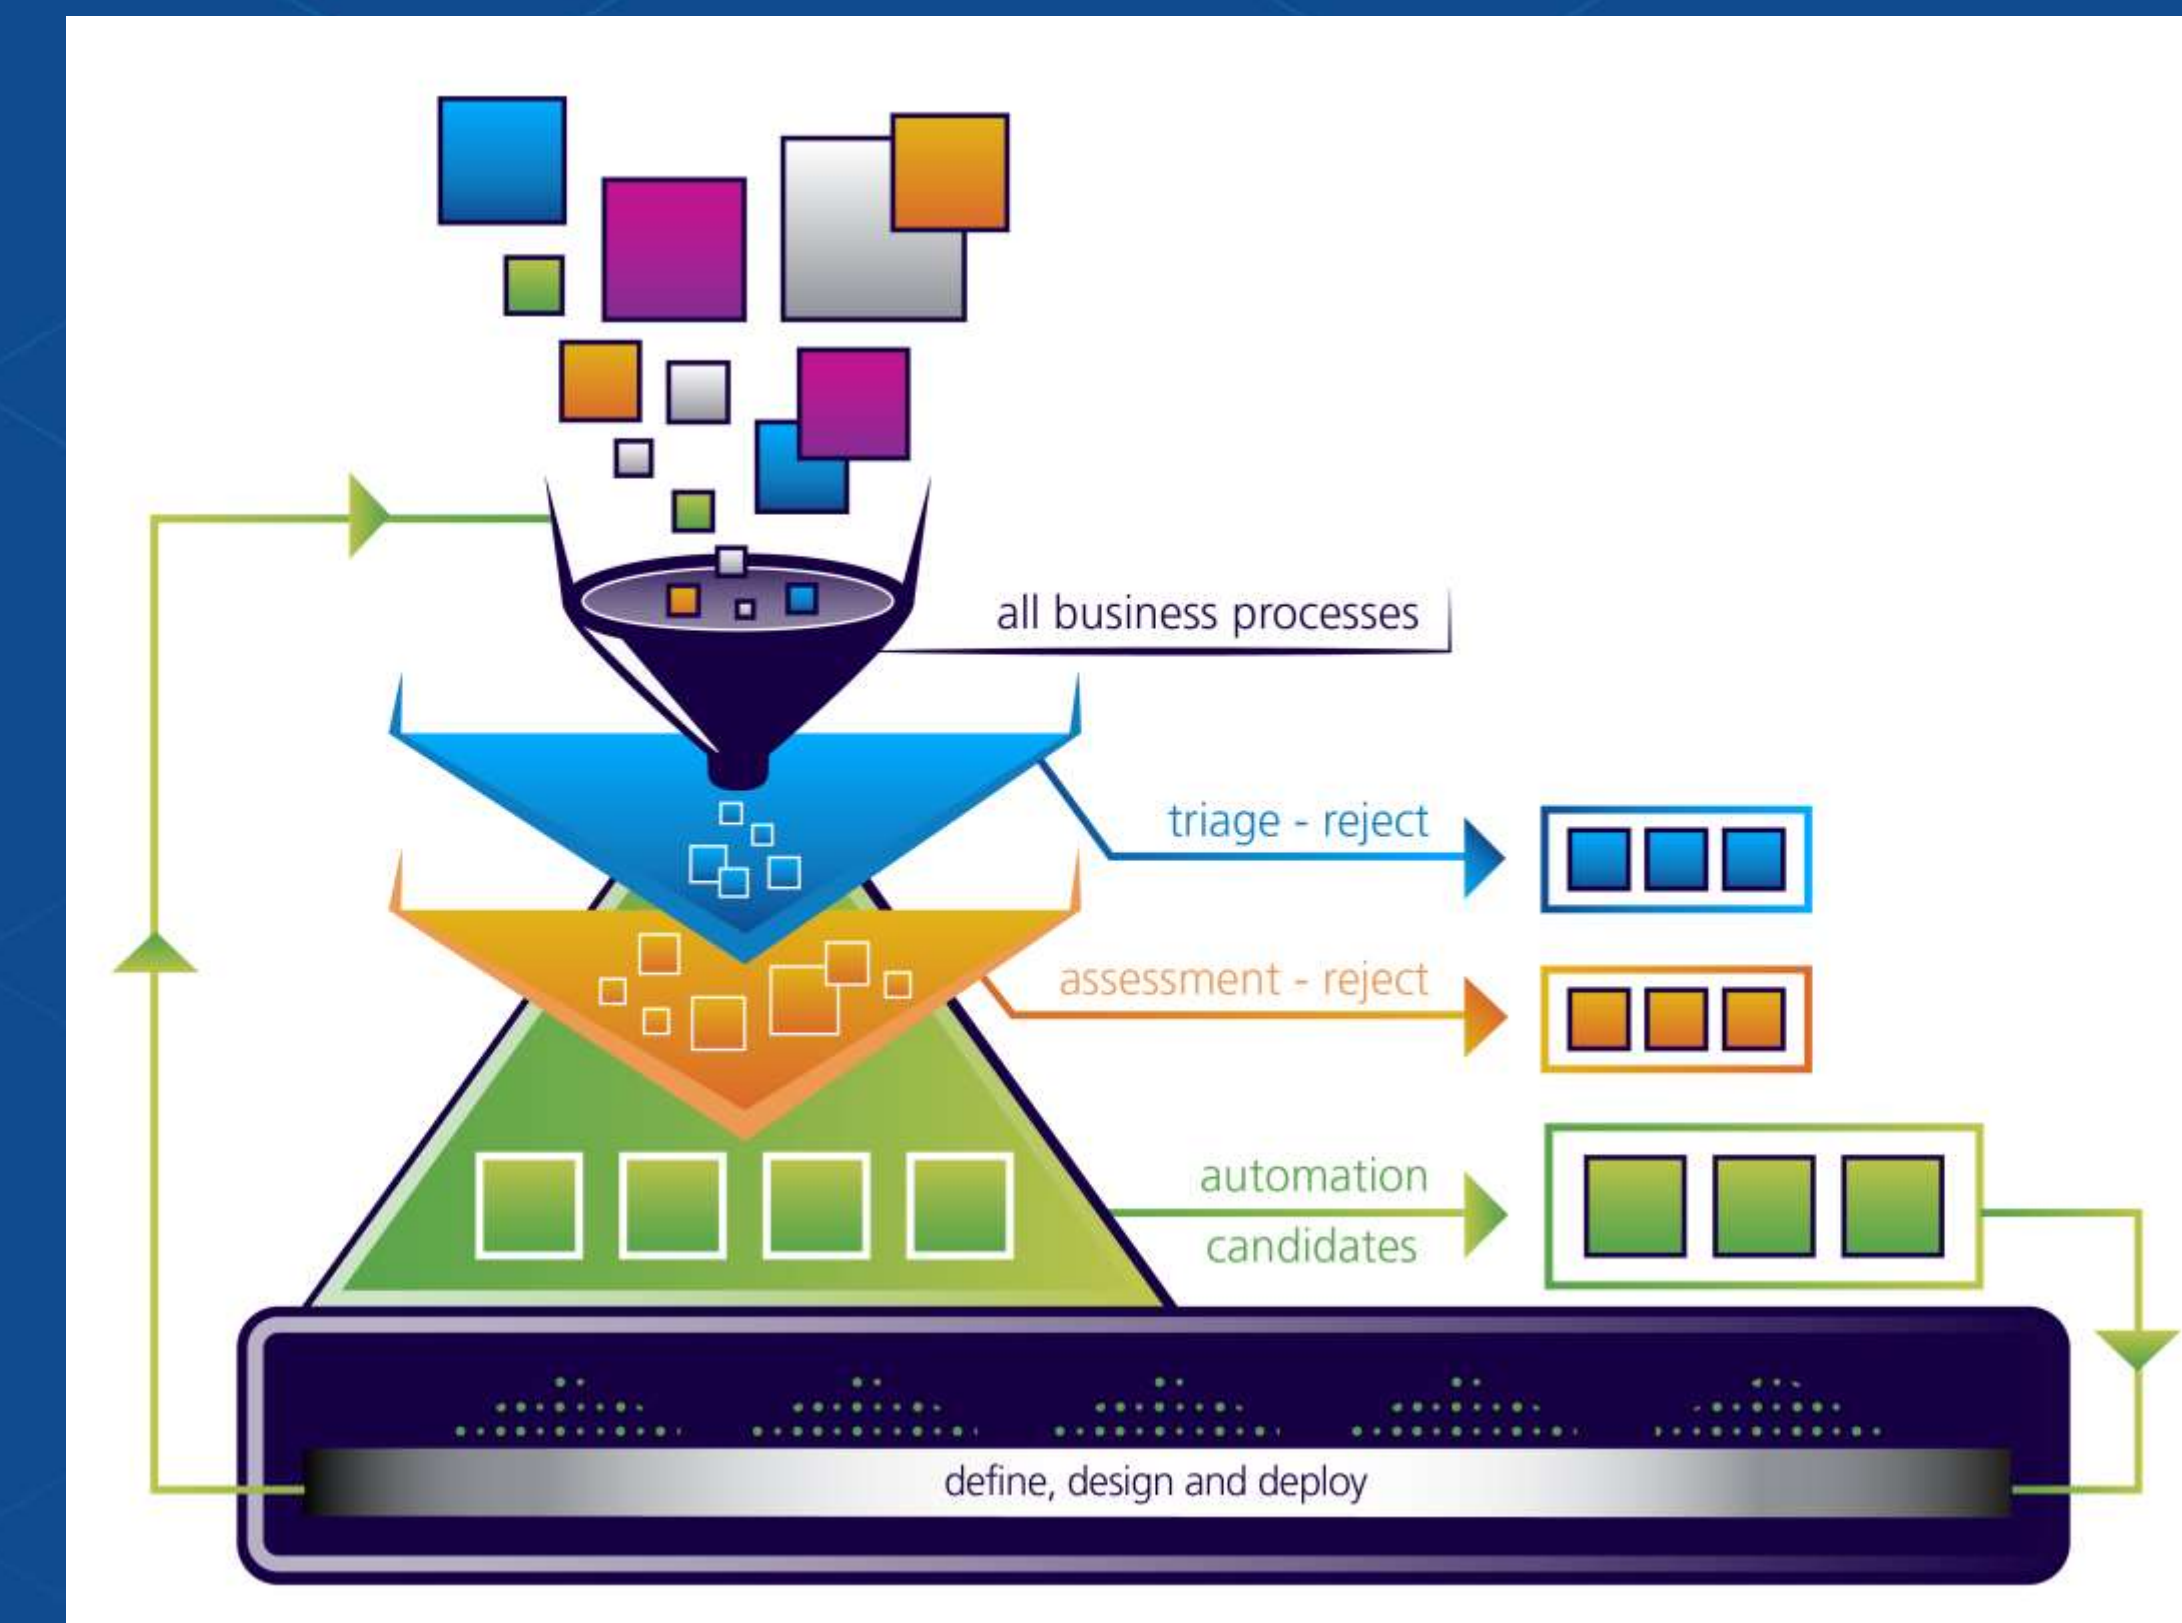 all business processes
triage - reject
assessment - reject
automation
candidates
define, design and deploy